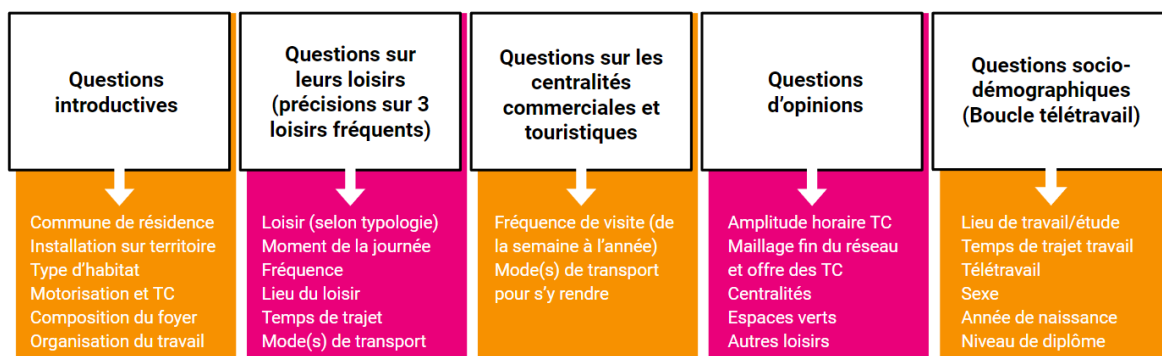 Questions
introductives
Commune de résidence
Installation sur territoire
Type d'habitat
Motorisation et TC
Composition du foyer
Organisation du travail
Questions sur
leurs loisirs
(précisions sur 3
loisirs fréquents)
Loisir (selon typologie)
Moment de la journée
Fréquence
Lieu du loisir
Temps de trajet
Mode(s) de transport
Questions sur les
centralités
commerciales et
touristiques
Fréquence de visite (de
la semaine à l'année)
Mode(s) de transport
pour s'y rendre
Questions
d'opinions
Amplitude horaire TC
Maillage fin du réseau
et offre des TC
Centralités
Espaces verts
Autres loisirs
Questions socio-
démographiques
(Boucle télétravail)
Lieu de travail/étude
Temps de trajet travail
Télétravail
Sexe
Année de naissance
Niveau de diplôme